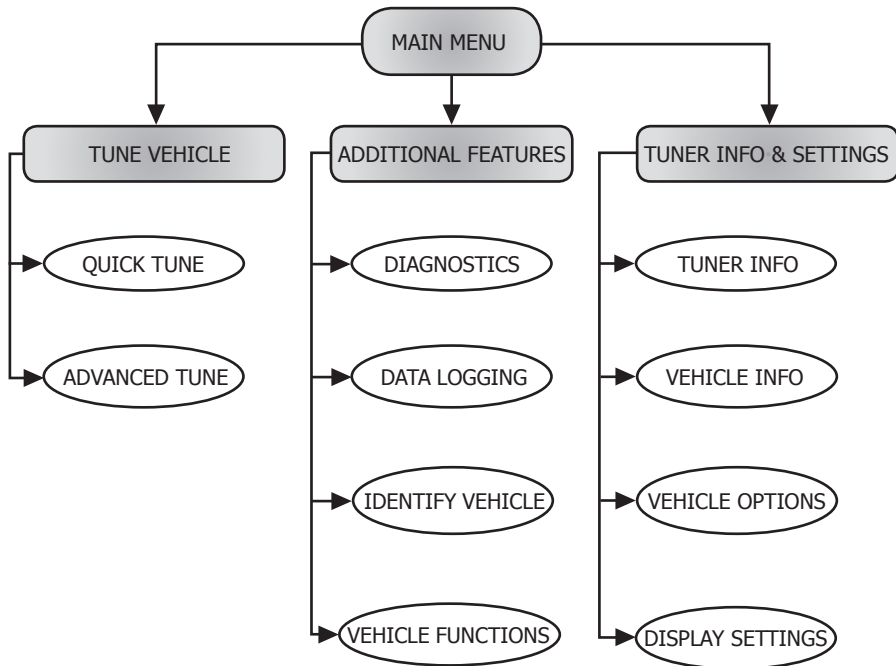 MAIN MENU
TUNE VEHICLE
ADDITIONAL FEATURES
TUNER INFO & SETTINGS
QUICK TUNE
DIAGNOSTICS
TUNER INFO
ADVANCED TUNE
DATA LOGGING
VEHICLE INFO
IDENTIFY VEHICLE
VEHICLE OPTIONS
VEHICLE FUNCTIONS
DISPLAY SETTINGS